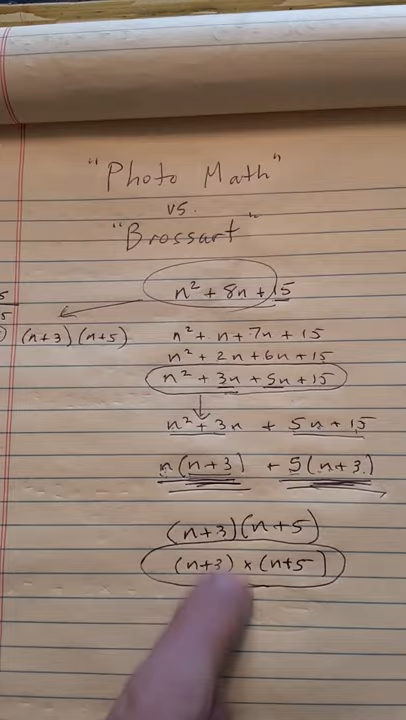 "Photo Math"
vs.
"Brossart"
n² + 8n + 15
(n+3)(n+5)
n² + n + 7n + 15
n² + 2n + 6n + 15
n² + 3n + 5n + 15
n² + 3n + 5n + 15
n(n+3) + 5(n+3)
(n+3)(n+5)
(n+3) × (n+5)